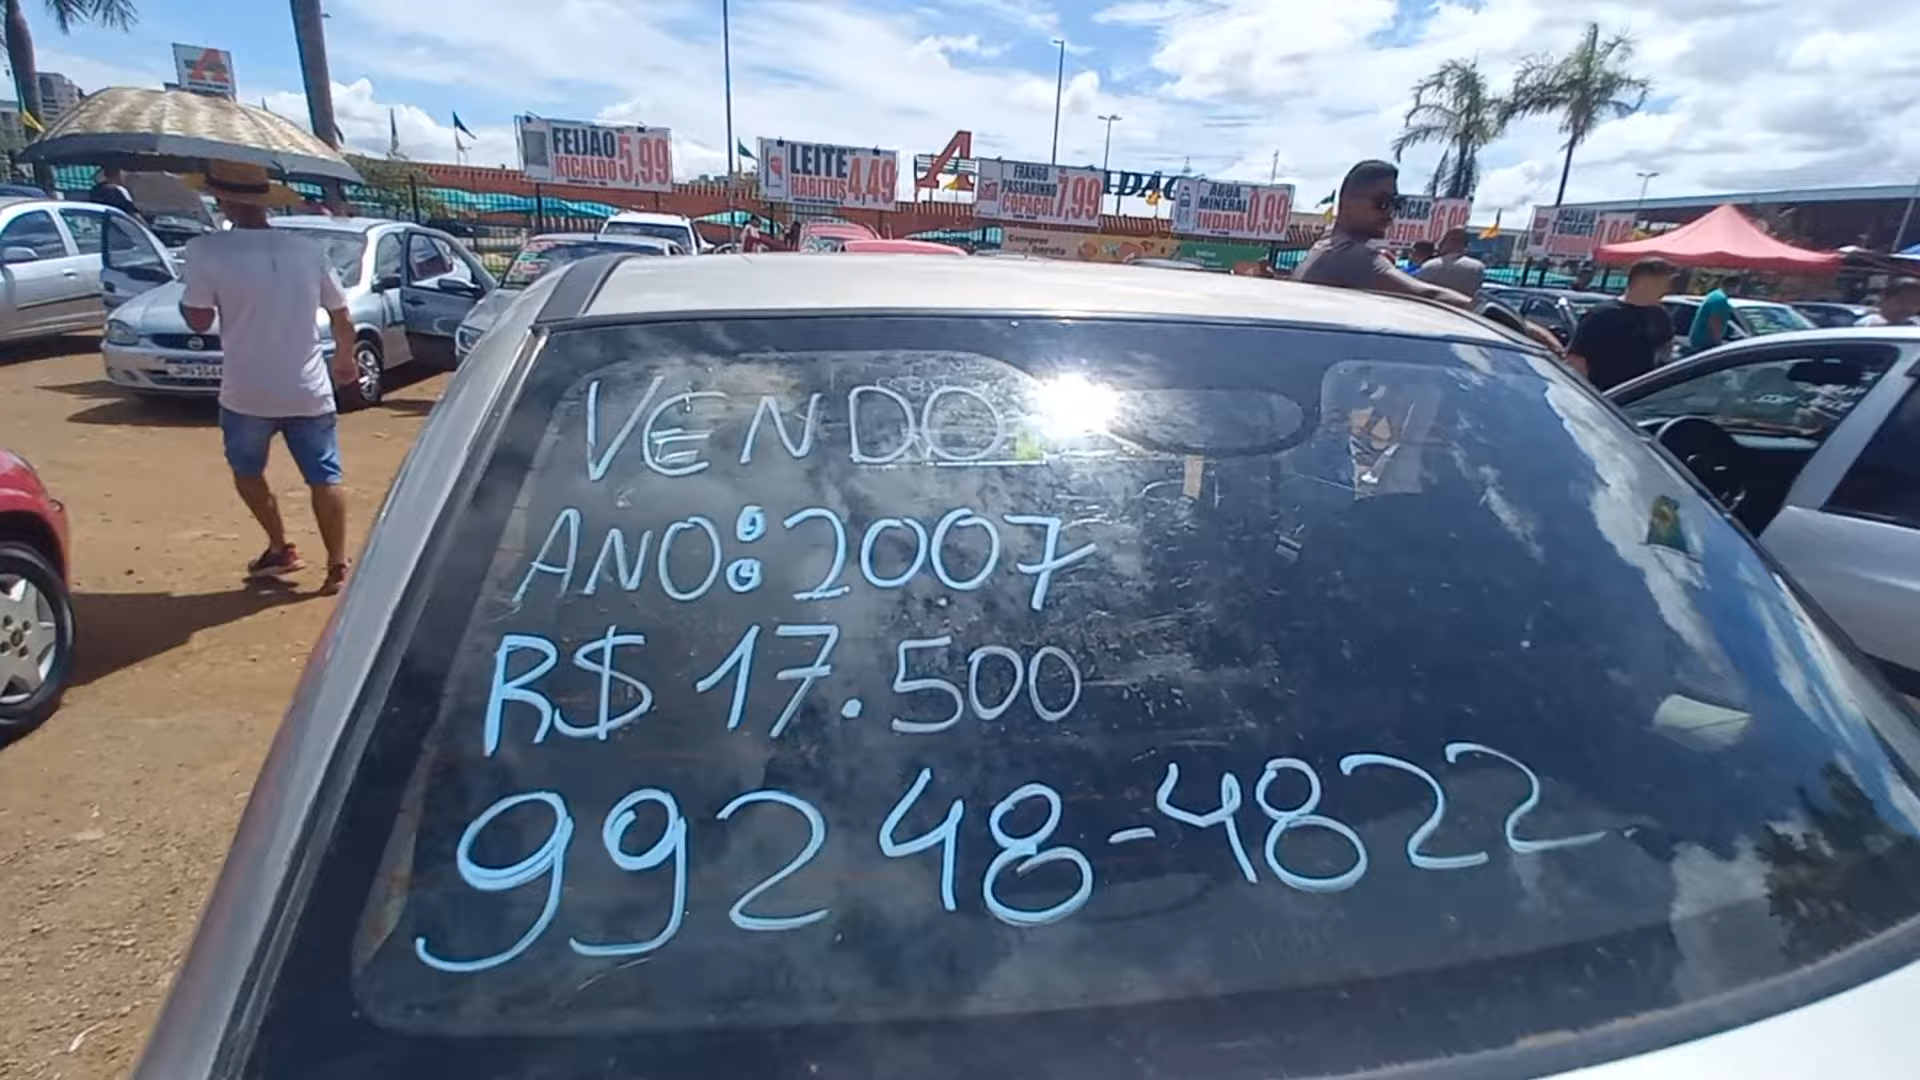 FEIJÃO
KICALDO 5,99
LEITE
HABITUS 4,49
FRANGO
PASSARINHO
COPACOL 7,99
ÁGUA
MINERAL
INDAIÁ 0,99
VENDO
ANO: 2007
R$ 17.500
99248-4822